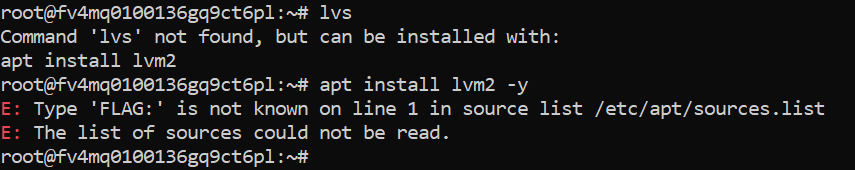 root@fv4mq0100136gq9ct6pl:~# lvs
Command 'lvs' not found, but can be installed with:
apt install lvm2
root@fv4mq0100136gq9ct6pl:~# apt install lvm2 -y
E: Type 'FLAG:' is not known on line 1 in source list /etc/apt/sources.list
E: The list of sources could not be read.
root@fv4mq0100136gq9ct6pl:~#